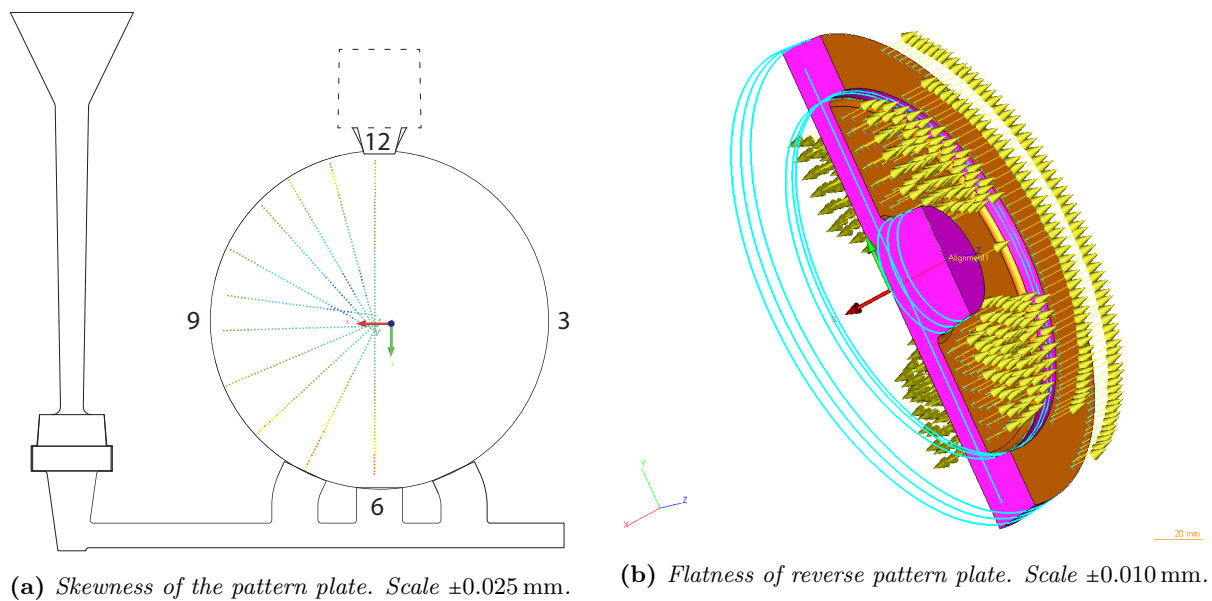 12
9
3
X
Y
6
(a) Skewness of the pattern plate. Scale ±0.025 mm.
Z
Alignment1
X
Y
Z
X
20 mm
(b) Flatness of reverse pattern plate. Scale ±0.010 mm.